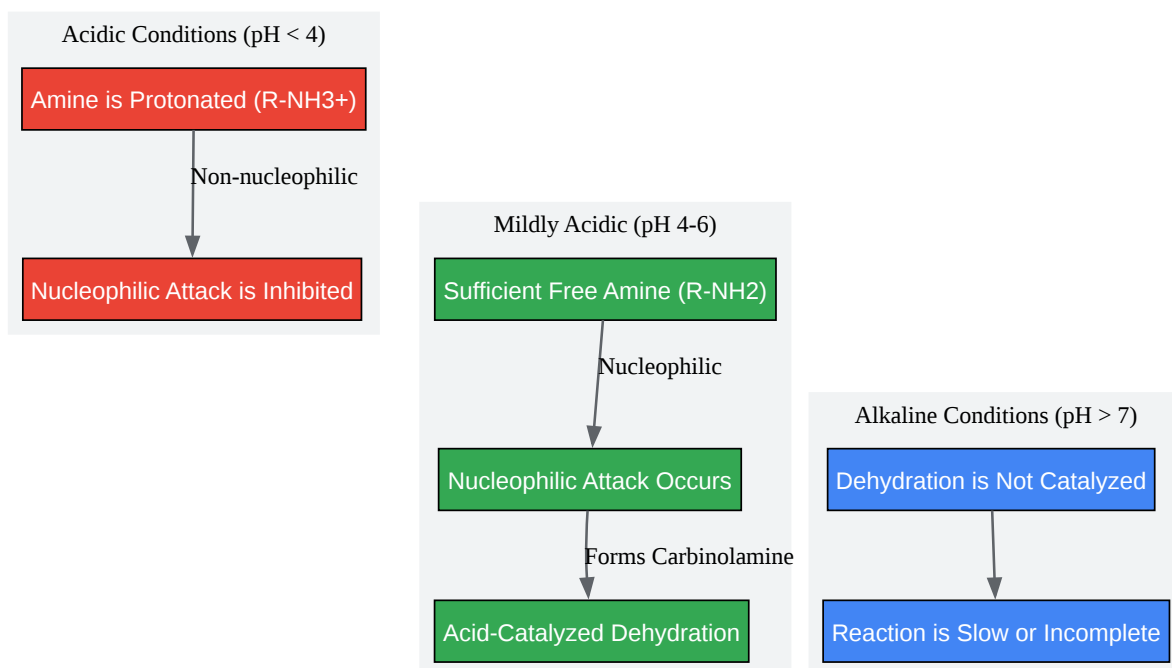 Acidic Conditions (pH < 4)
Amine is Protonated (R-NH3+)
Non-nucleophilic
Nucleophilic Attack is Inhibited
Mildly Acidic (pH 4-6)
Sufficient Free Amine (R-NH2)
Nucleophilic
Nucleophilic Attack Occurs
Forms Carbinolamine
Acid-Catalyzed Dehydration
Alkaline Conditions (pH > 7)
Dehydration is Not Catalyzed
Reaction is Slow or Incomplete